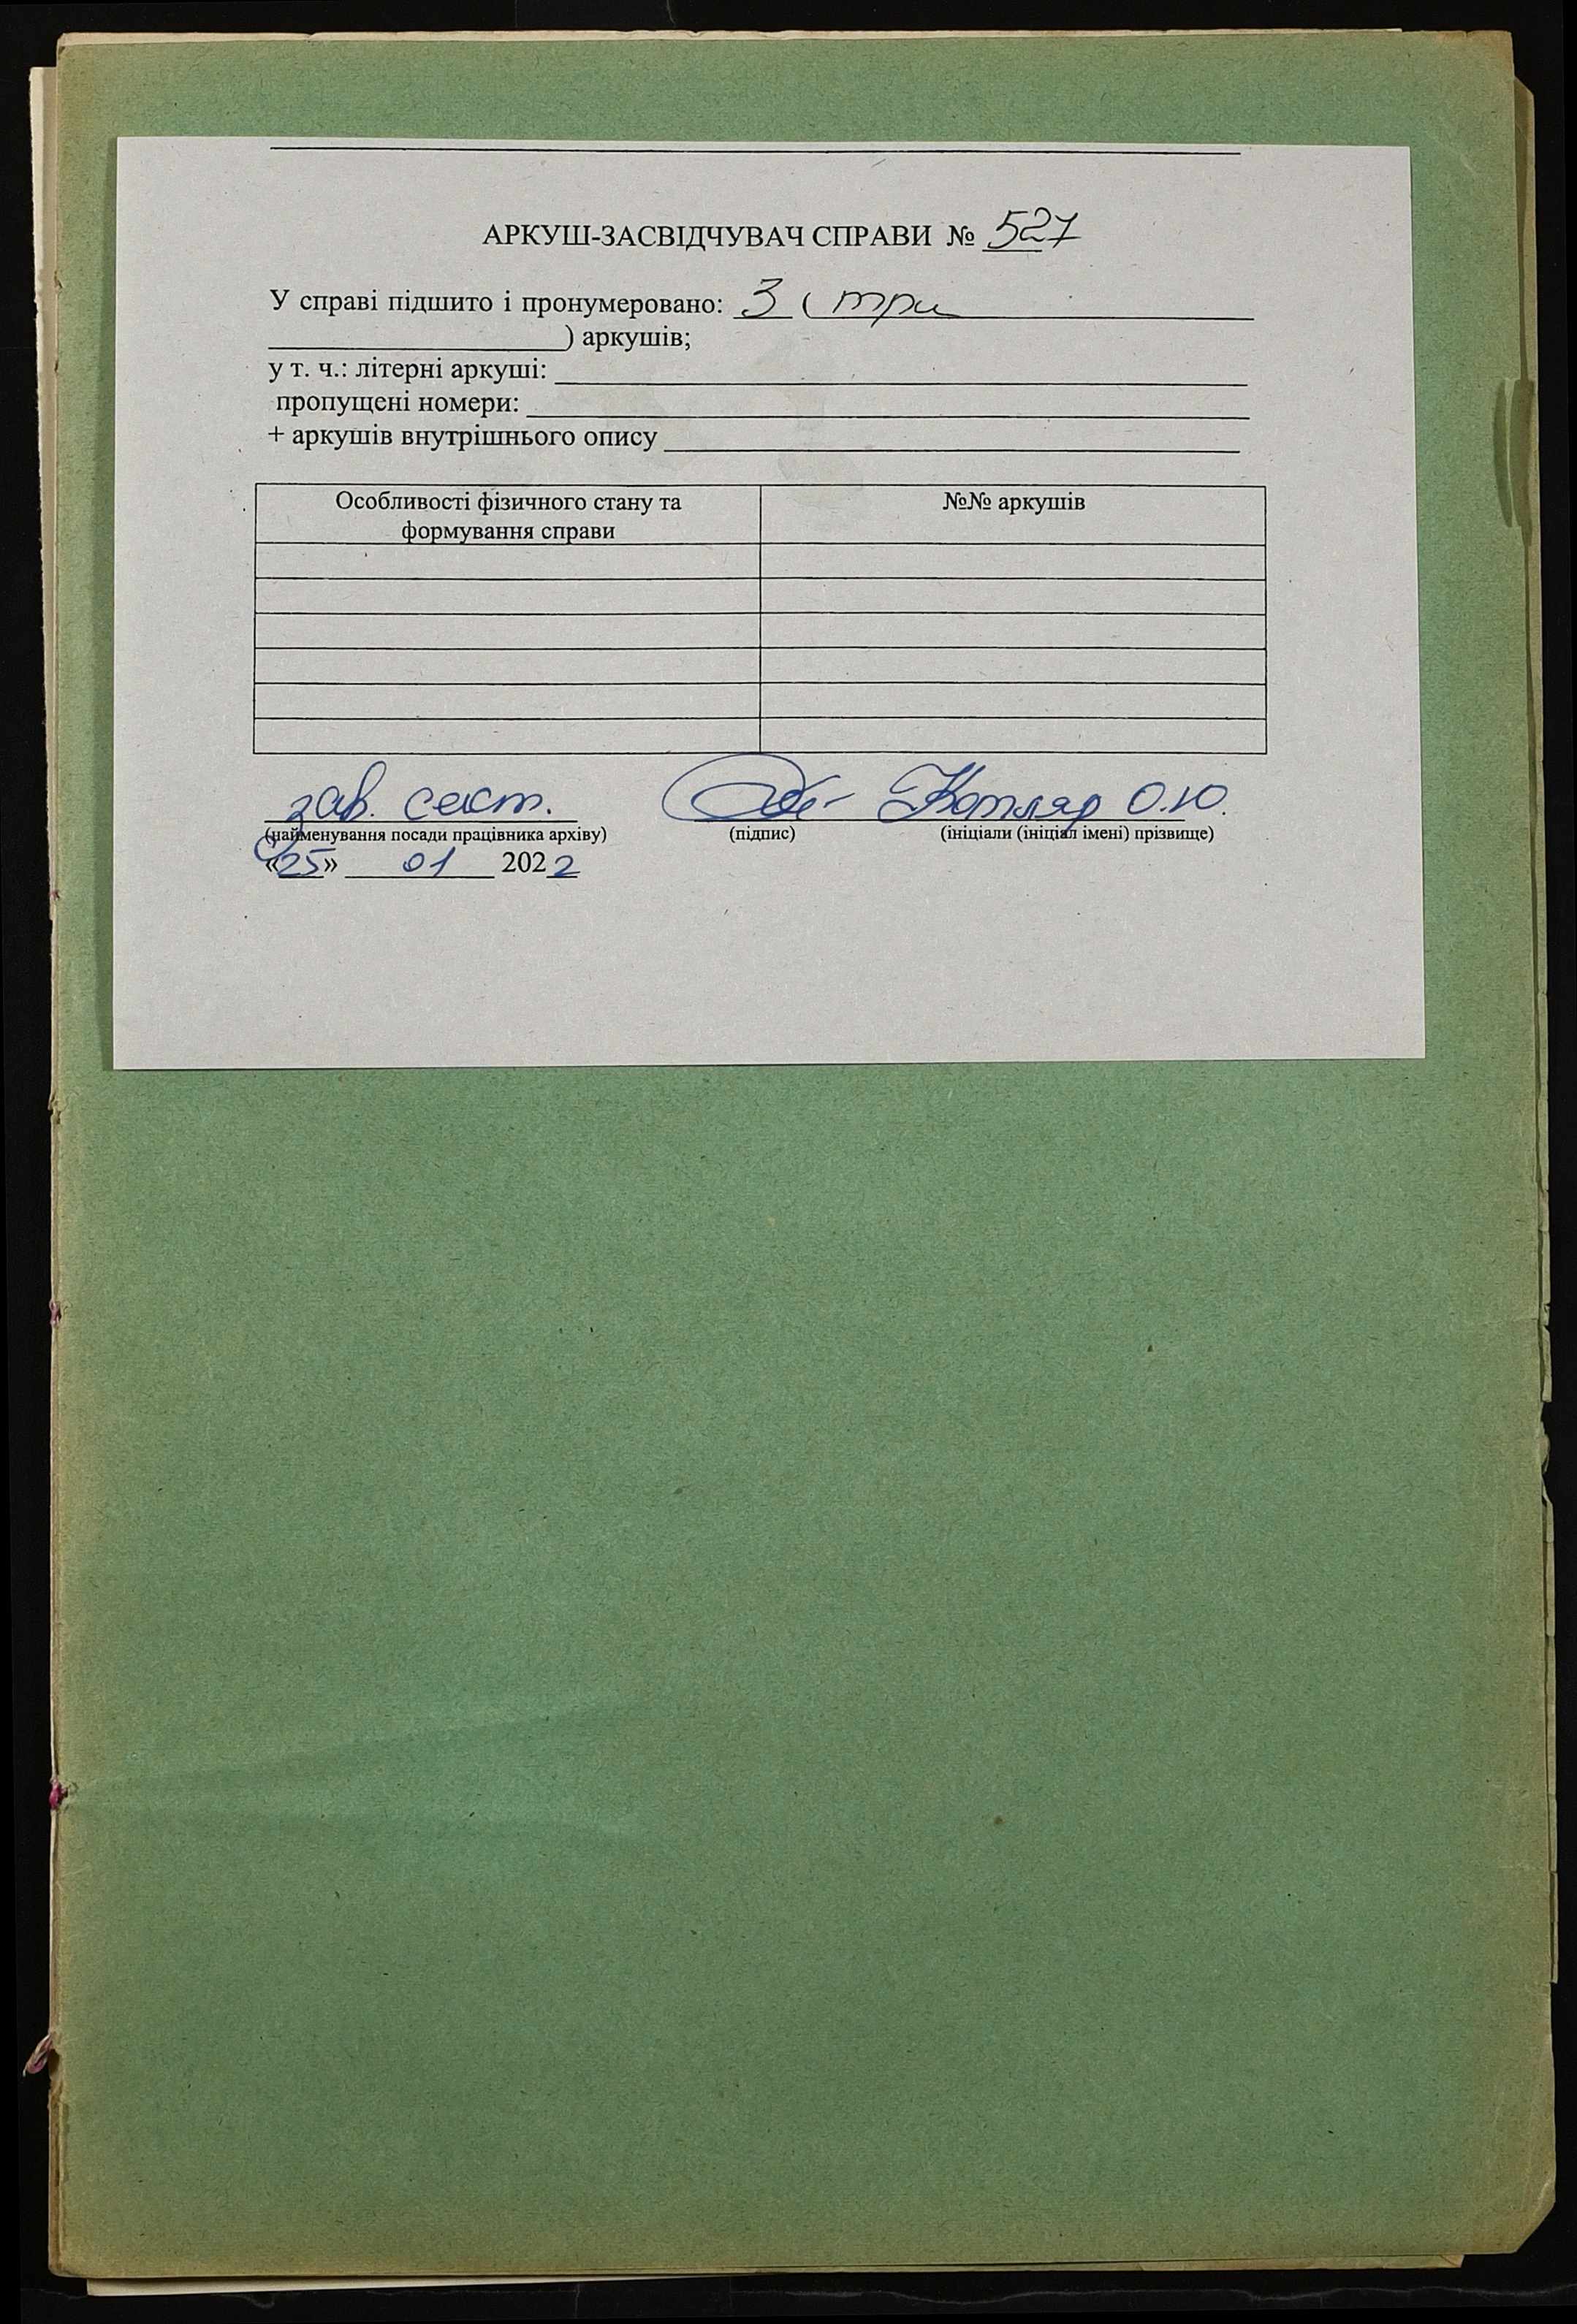 АРКУШ-ЗАСВІДЧУВАЧ СПРАВИ № 527
У справі підшито і пронумеровано: 3 ( три
) аркушів;
у т. ч.: літерні аркуші:
пропущені номери:
+ аркушів внутрішнього опису
Особливості фізичного стану та
формування справи
№№ аркушів
зав. сект. Котляр О.Ю.
(найменування посади працівника архіву) (підпис) (ініціали (ініціал імені) прізвище)
«25» 01 2022